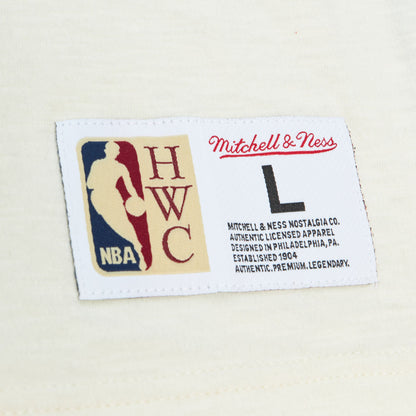 NBA
H
W
C
Mitchell & Ness
L
MITCHELL & NESS NOSTALGIA CO.
AUTHENTIC LICENSED APPAREL
DESIGNED IN PHILADELPHIA, PA.
ESTABLISHED 1904
AUTHENTIC. PREMIUM. LEGENDARY.